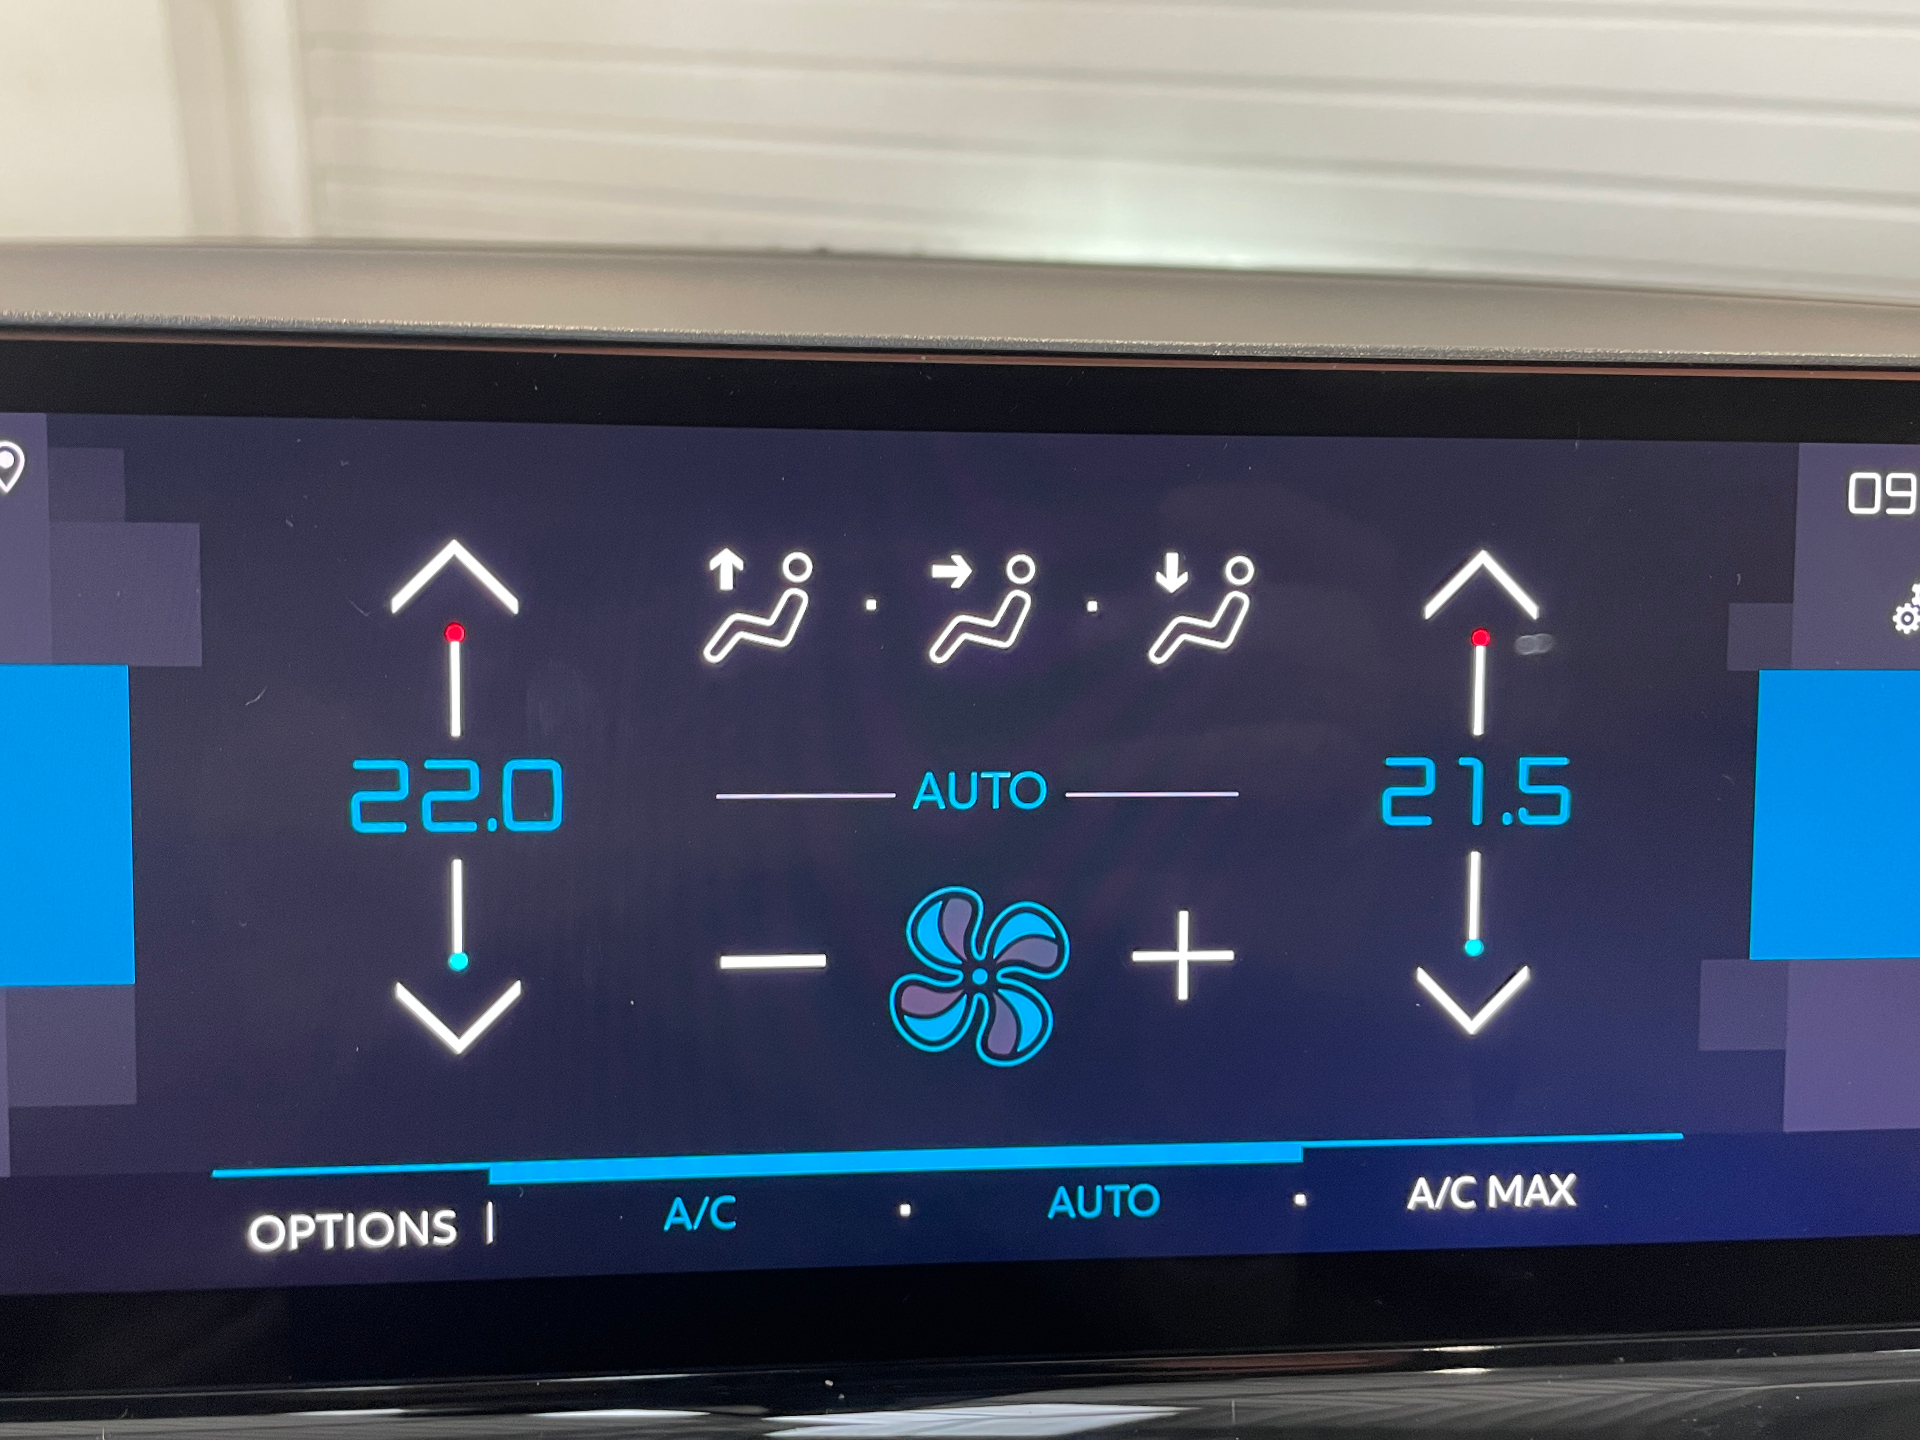 09
22.0
AUTO
21.5
OPTIONS | A/C · AUTO · A/C MAX